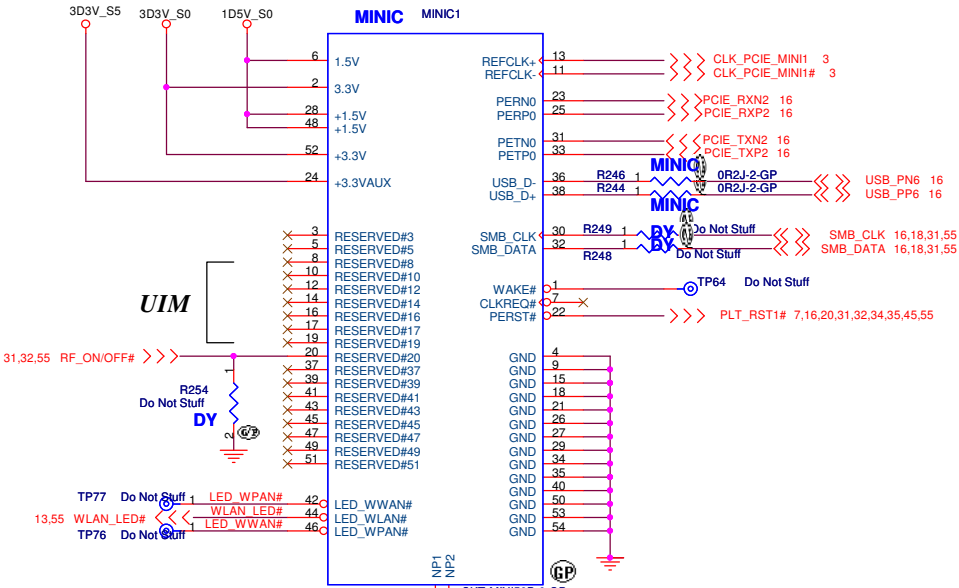 3D3V_S5 3D3V_S0 1D5V_S0 MINIC MINIC1
6 1.5V REFCLK+ 13 CLK_PCIE_MINI1 3
REFCLK- 11 CLK_PCIE_MINI1# 3
2 3.3V
PERN0 23 PCIE_RXN2 16
28 +1.5V PERP0 25 PCIE_RXP2 16
48 +1.5V
PETN0 31 PCIE_TXN2 16
52 +3.3V PETP0 33 PCIE_TXP2 16
MINIC
24 +3.3VAUX USB_D- 36 R246 1 0R2J-2-GP USB_PN6 16
USB_D+ 38 R244 1 0R2J-2-GP USB_PP6 16
MINIC
3 RESERVED#3 SMB_CLK 30 R249 1 DY Do Not Stuff SMB_CLK 16,18,31,55
5 RESERVED#5 SMB_DATA 32 R248 1 DY Do Not Stuff SMB_DATA 16,18,31,55
8 RESERVED#8
10 RESERVED#10
12 RESERVED#12 WAKE# 1 TP64 Do Not Stuff
14 RESERVED#14 CLKREQ# 7
UIM
16 RESERVED#16 PERST# 22 PLT_RST1# 7,16,20,31,32,34,35,45,55
17 RESERVED#17
19 RESERVED#19
31,32,55 RF_ON/OFF# 20 RESERVED#20 GND 4
37 RESERVED#37 GND 9
39 RESERVED#39 GND 15
41 RESERVED#41 GND 18
43 RESERVED#43 GND 21
45 RESERVED#45 GND 26
47 RESERVED#47 GND 27
49 RESERVED#49 GND 29
51 RESERVED#51 GND 34
1
R254
Do Not Stuff
DY
2 G/P
GND 35
GND 40
TP77 Do Not Stuff 1 LED_WPAN# 42 LED_WWAN# GND 50
13,55 WLAN_LED# WLAN_LED# 44 LED_WLAN# GND 53
TP76 Do Not Stuff 1 LED_WWAN# 46 LED_WPAN# GND 54
NP1
NP2
GP